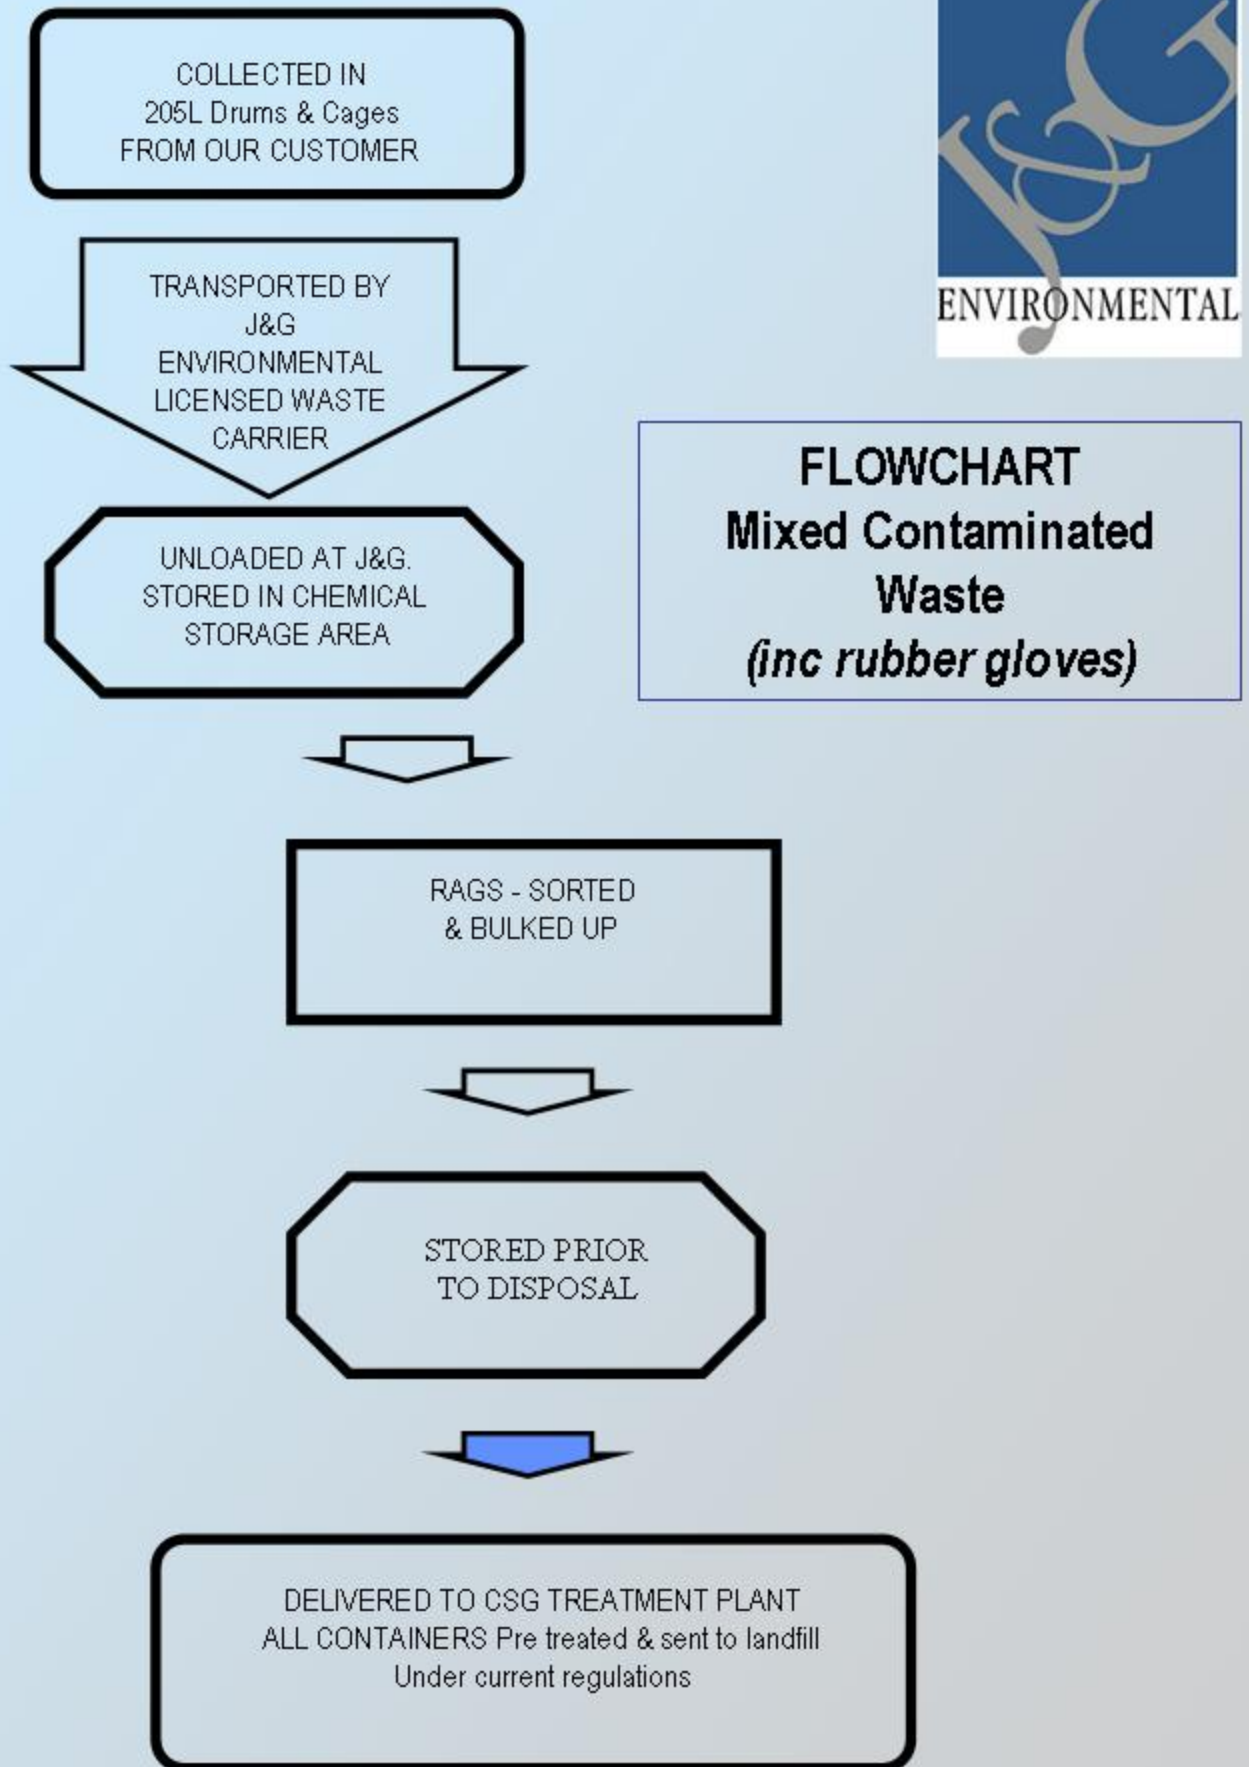 COLLECTED IN
205L Drums & Cages
FROM OUR CUSTOMER
J&G
ENVIRONMENTAL
TRANSPORTED BY
J&G
ENVIRONMENTAL
LICENSED WASTE
CARRIER
FLOWCHART
Mixed Contaminated
Waste
(inc rubber gloves)
UNLOADED AT J&G.
STORED IN CHEMICAL
STORAGE AREA
RAGS - SORTED
& BULKED UP
STORED PRIOR
TO DISPOSAL
DELIVERED TO CSG TREATMENT PLANT
ALL CONTAINERS Pre treated & sent to landfill
Under current regulations